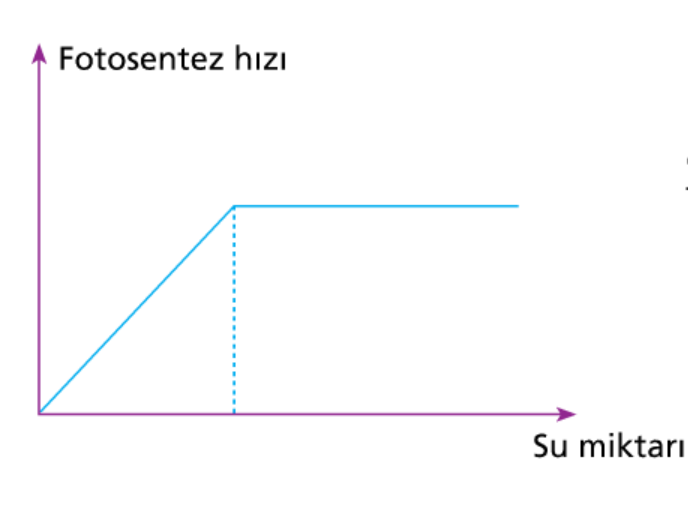 Fotosentez hızı
Su miktarı